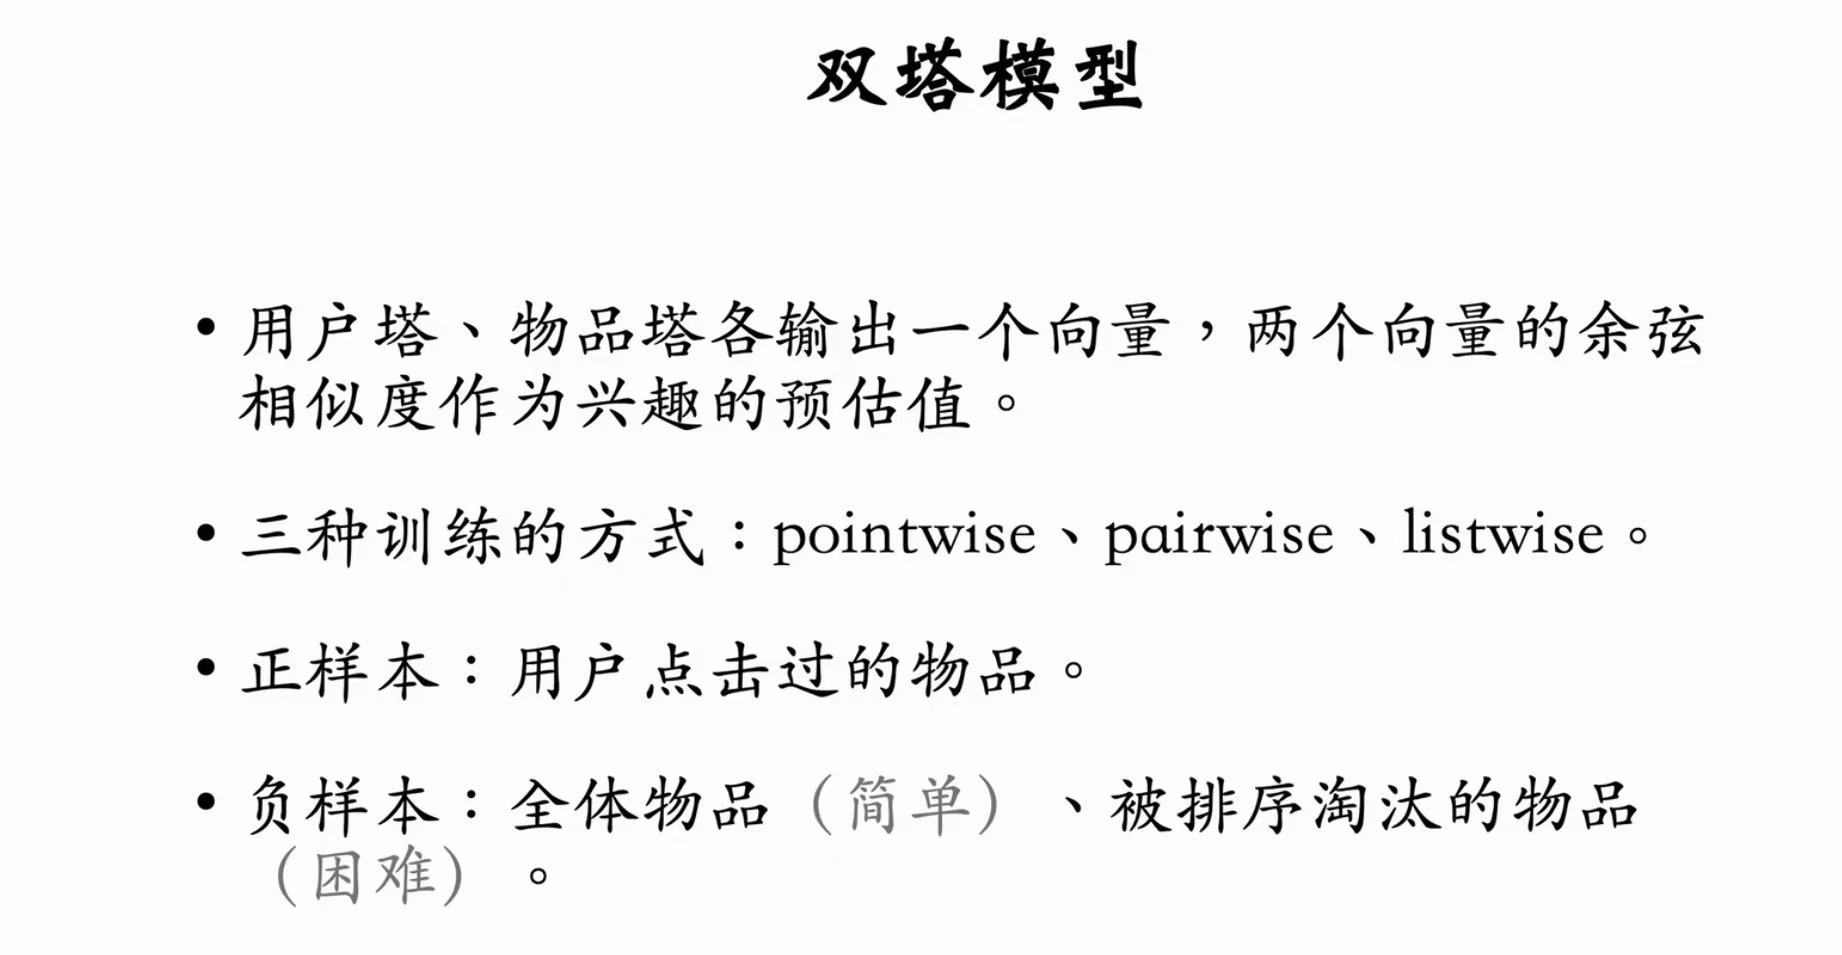 双塔模型
• 用户塔、物品塔各输出一个向量，两个向量的余弦
相似度作为兴趣的预估值。
• 三种训练的方式：pointwise、pairwise、listwise。
• 正样本：用户点击过的物品。
• 负样本：全体物品（简单）、被排序淘汰的物品
（困难）。